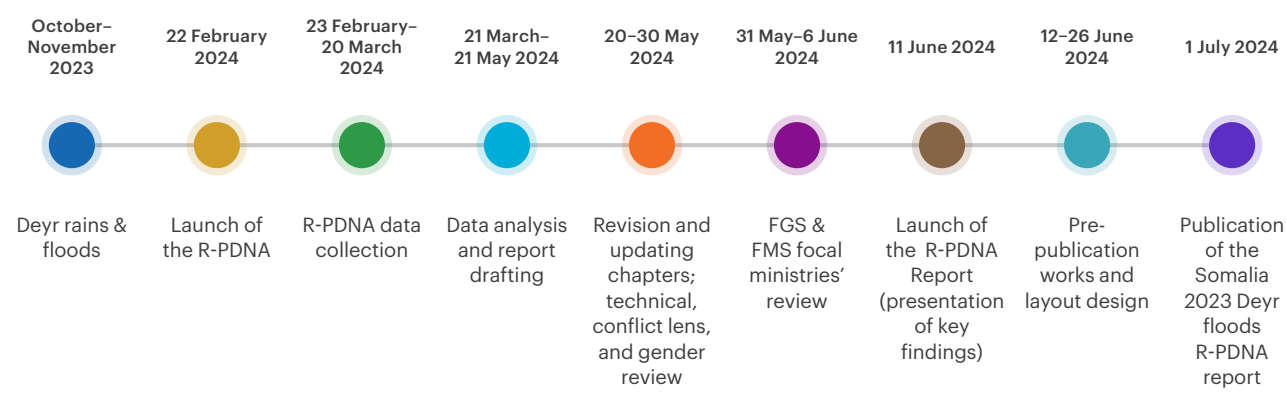 October–
November
2023
22 February
2024
23 February–
20 March
2024
21 March–
21 May 2024
20–30 May
2024
31 May–6 June
2024
11 June 2024
12–26 June
2024
1 July 2024
Deyr rains &
floods
Launch of
the R-PDNA
R-PDNA data
collection
Data analysis
and report
drafting
Revision and
updating
chapters;
technical,
conflict lens,
and gender
review
FGS &
FMS focal
ministries’
review
Launch of
the R-PDNA
Report
(presentation
of key
findings)
Pre-
publication
works and
layout design
Publication
of the
Somalia
2023 Deyr
floods
R-PDNA
report